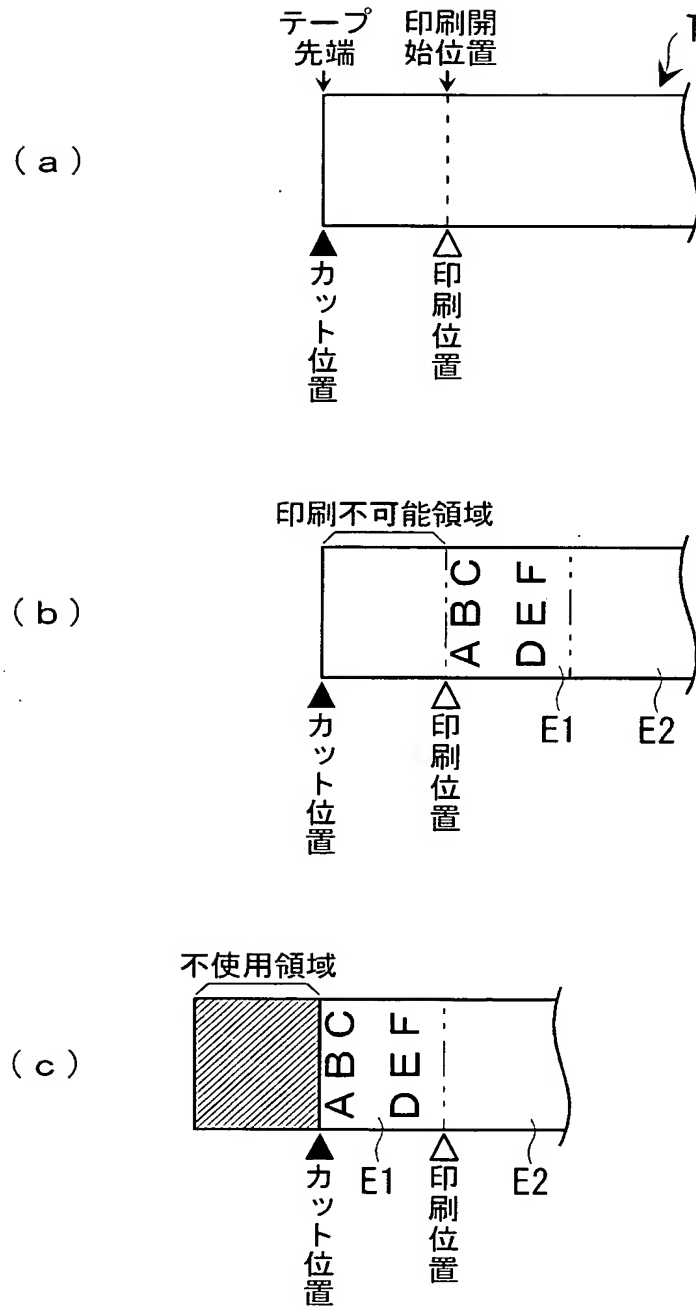 テープ
先端
印刷開
始位置
(a)
カット位置
印刷位置
印刷不可能領域
(b)
ABC
DEF
カット位置
印刷位置
E1
E2
不使用領域
(c)
ABC
DEF
カット位置
E1
印刷位置
E2